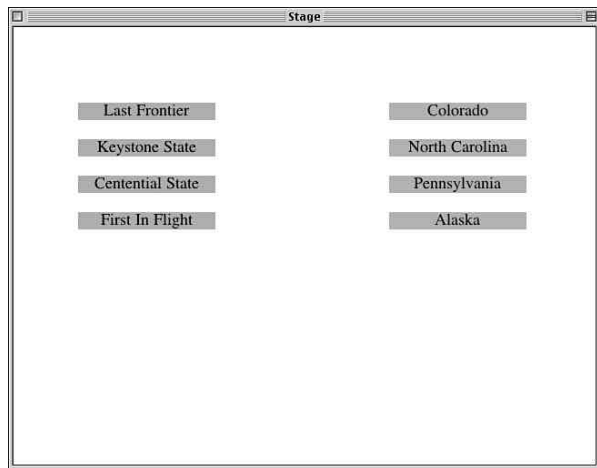 Stage
Last Frontier
Colorado
Keystone State
North Carolina
Centential State
Pennsylvania
First In Flight
Alaska